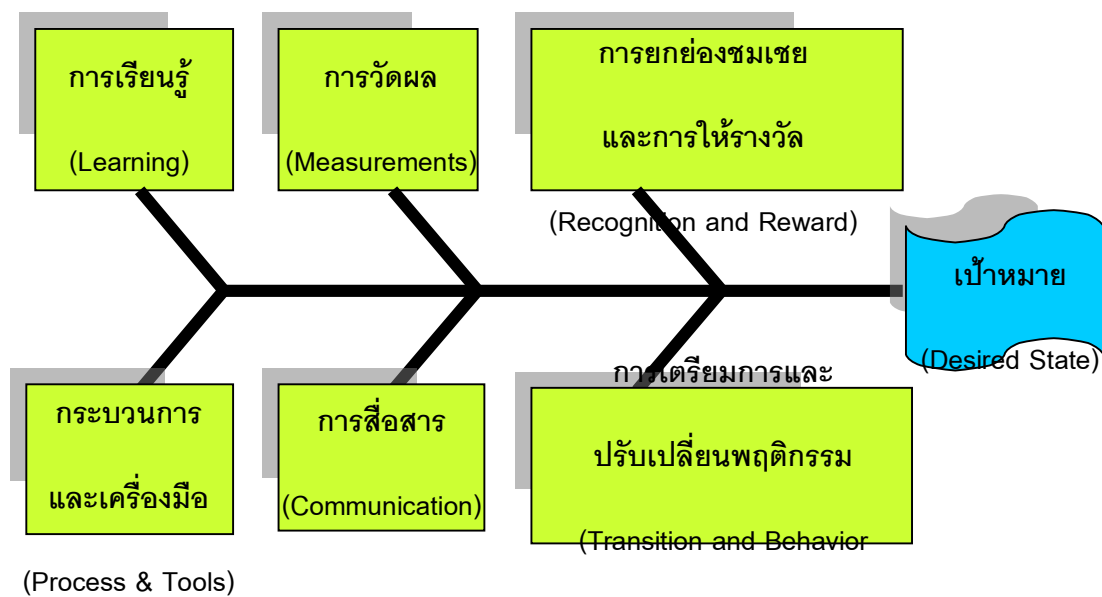 การเรียนรู้
(Learning)
การวัดผล
(Measurements)
การยกย่องชมเชย
และการให้รางวัล
(Recognition and Reward)
เป้าหมาย
(Desired State)
กระบวนการ
และเครื่องมือ
(Process & Tools)
การสื่อสาร
(Communication)
การเตรียมการและ
ปรับเปลี่ยนพฤติกรรม
(Transition and Behavior